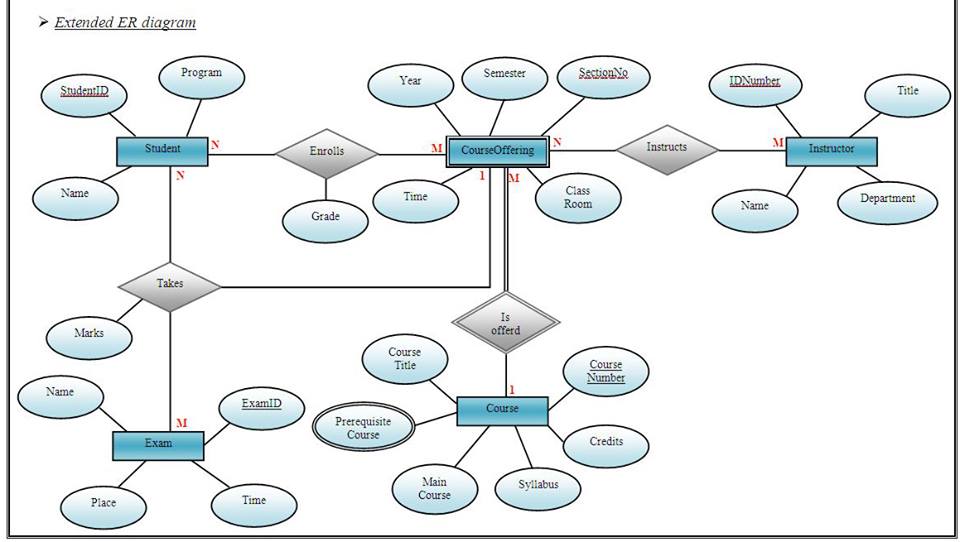 ➤ Extended ER diagram
Program
StudentID
Year
Semester
SectionNo
IDNumber
Title
Student
N
Enrolls
M
CourseOffering
N
Instructs
M
Instructor
N
1
M
Name
Grade
Time
Class
Room
Name
Department
Takes
Marks
Is
offerd
Course
Title
Course
Number
Name
ExamID
1
Course
Prerequisite
Course
M
Exam
Credits
Main
Course
Syllabus
Place
Time